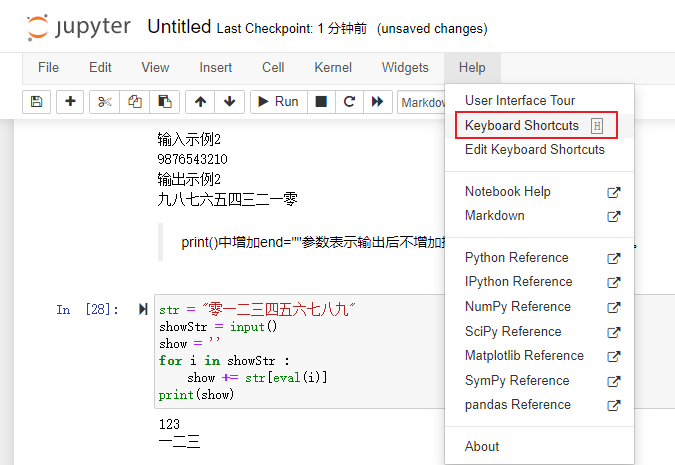 jupyter Untitled Last Checkpoint: 1 分钟前 (unsaved changes)
File Edit View Insert Cell Kernel Widgets Help
Run Markdow
User Interface Tour
Keyboard Shortcuts H
Edit Keyboard Shortcuts
Notebook Help
Markdown
Python Reference
IPython Reference
NumPy Reference
SciPy Reference
Matplotlib Reference
SymPy Reference
pandas Reference
About
输入示例2
9876543210
输出示例2
九八七六五四三二一零
print()中增加end=""参数表示输出后不增加
In [28]:
str = "零一二三四五六七八九"
showStr = input()
show = ''
for i in showStr :
    show += str[eval(i)]
print(show)
123
一二三